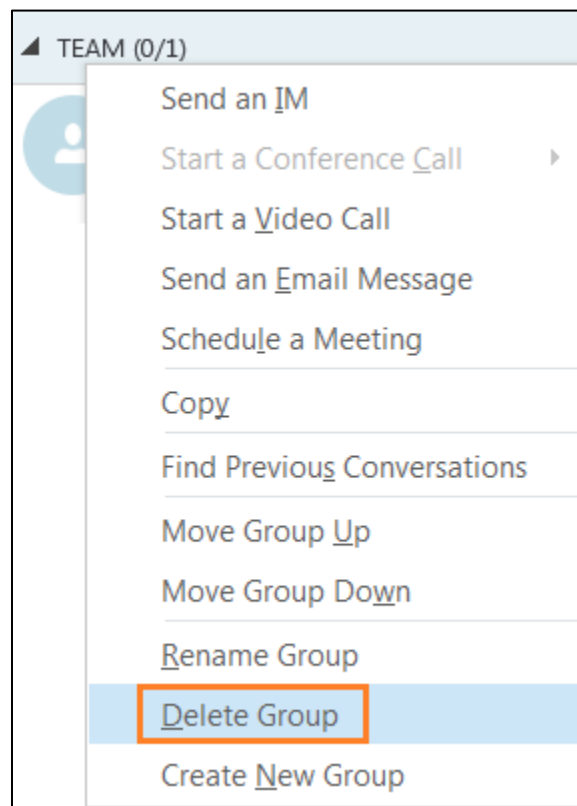 TEAM (0/1)
Send an IM
Start a Conference Call
Start a Video Call
Send an Email Message
Schedule a Meeting
Copy
Find Previous Conversations
Move Group Up
Move Group Down
Rename Group
Delete Group
Create New Group